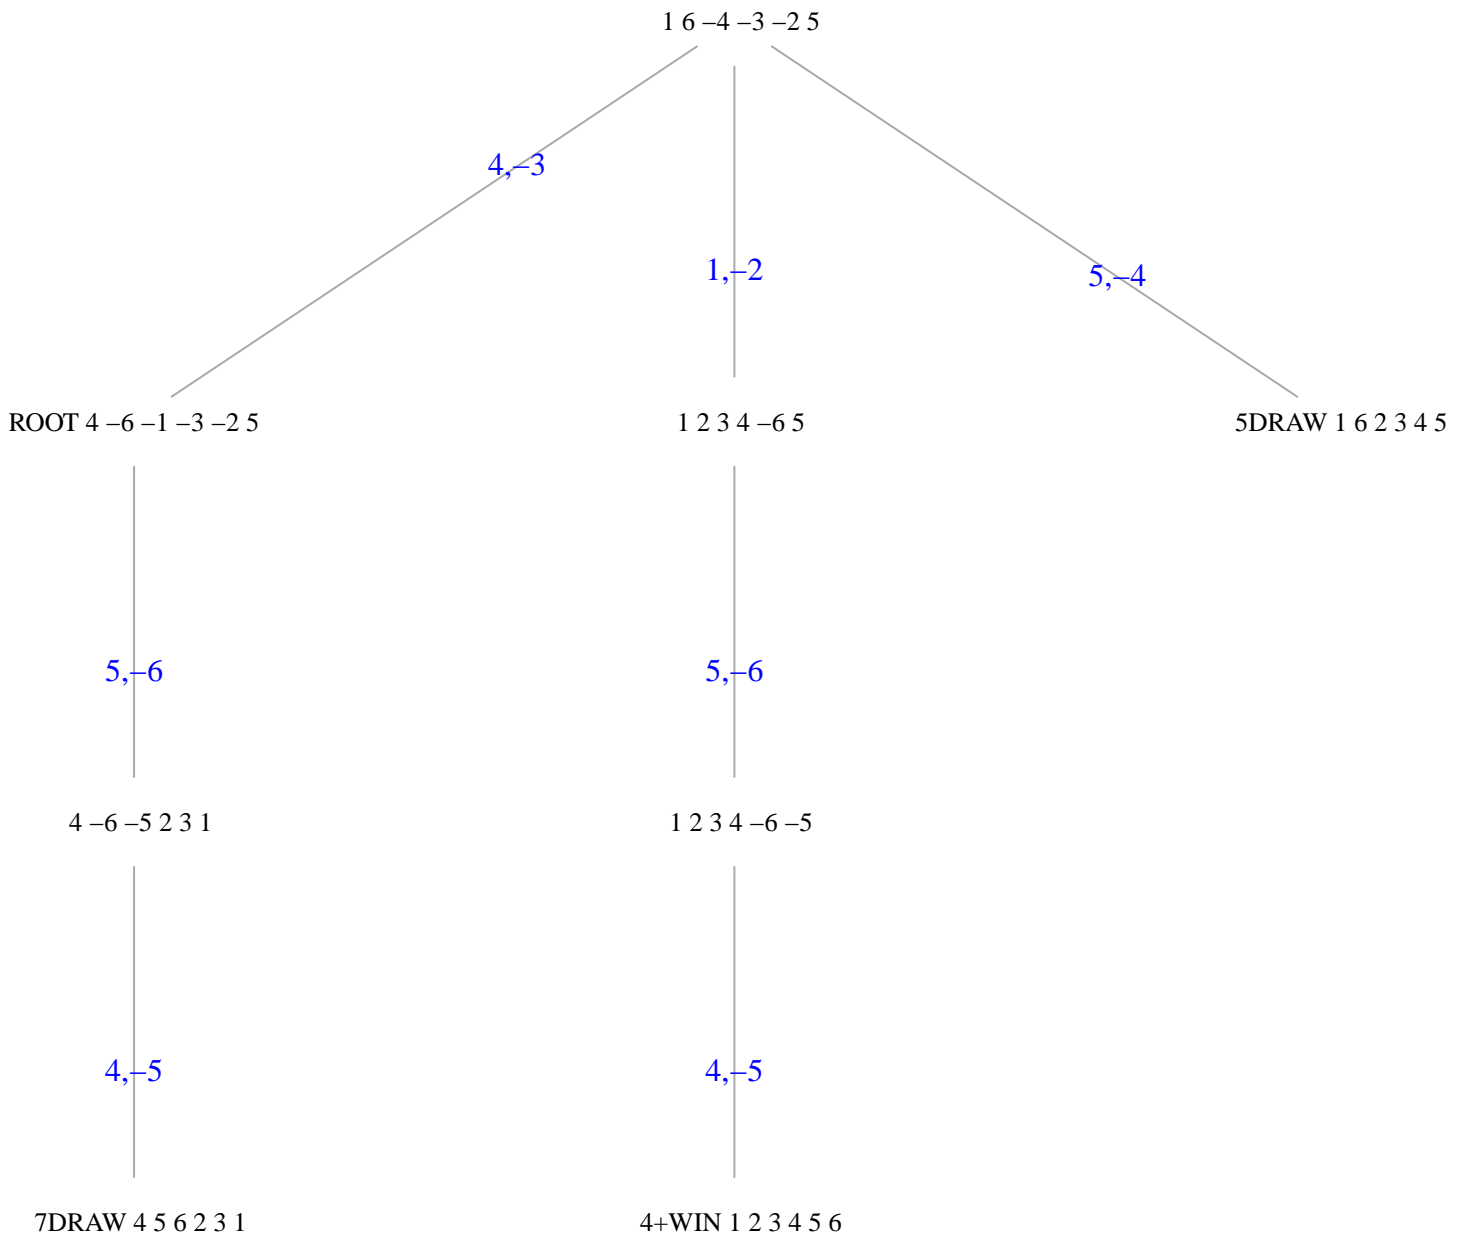 1 6 –4 –3 –2 5
4,–3
1,–2
5,–4
ROOT 4 –6 –1 –3 –2 5
1 2 3 4 –6 5
5DRAW 1 6 2 3 4 5
5,–6
5,–6
4 –6 –5 2 3 1
1 2 3 4 –6 –5
4,–5
4,–5
7DRAW 4 5 6 2 3 1
4+WIN 1 2 3 4 5 6